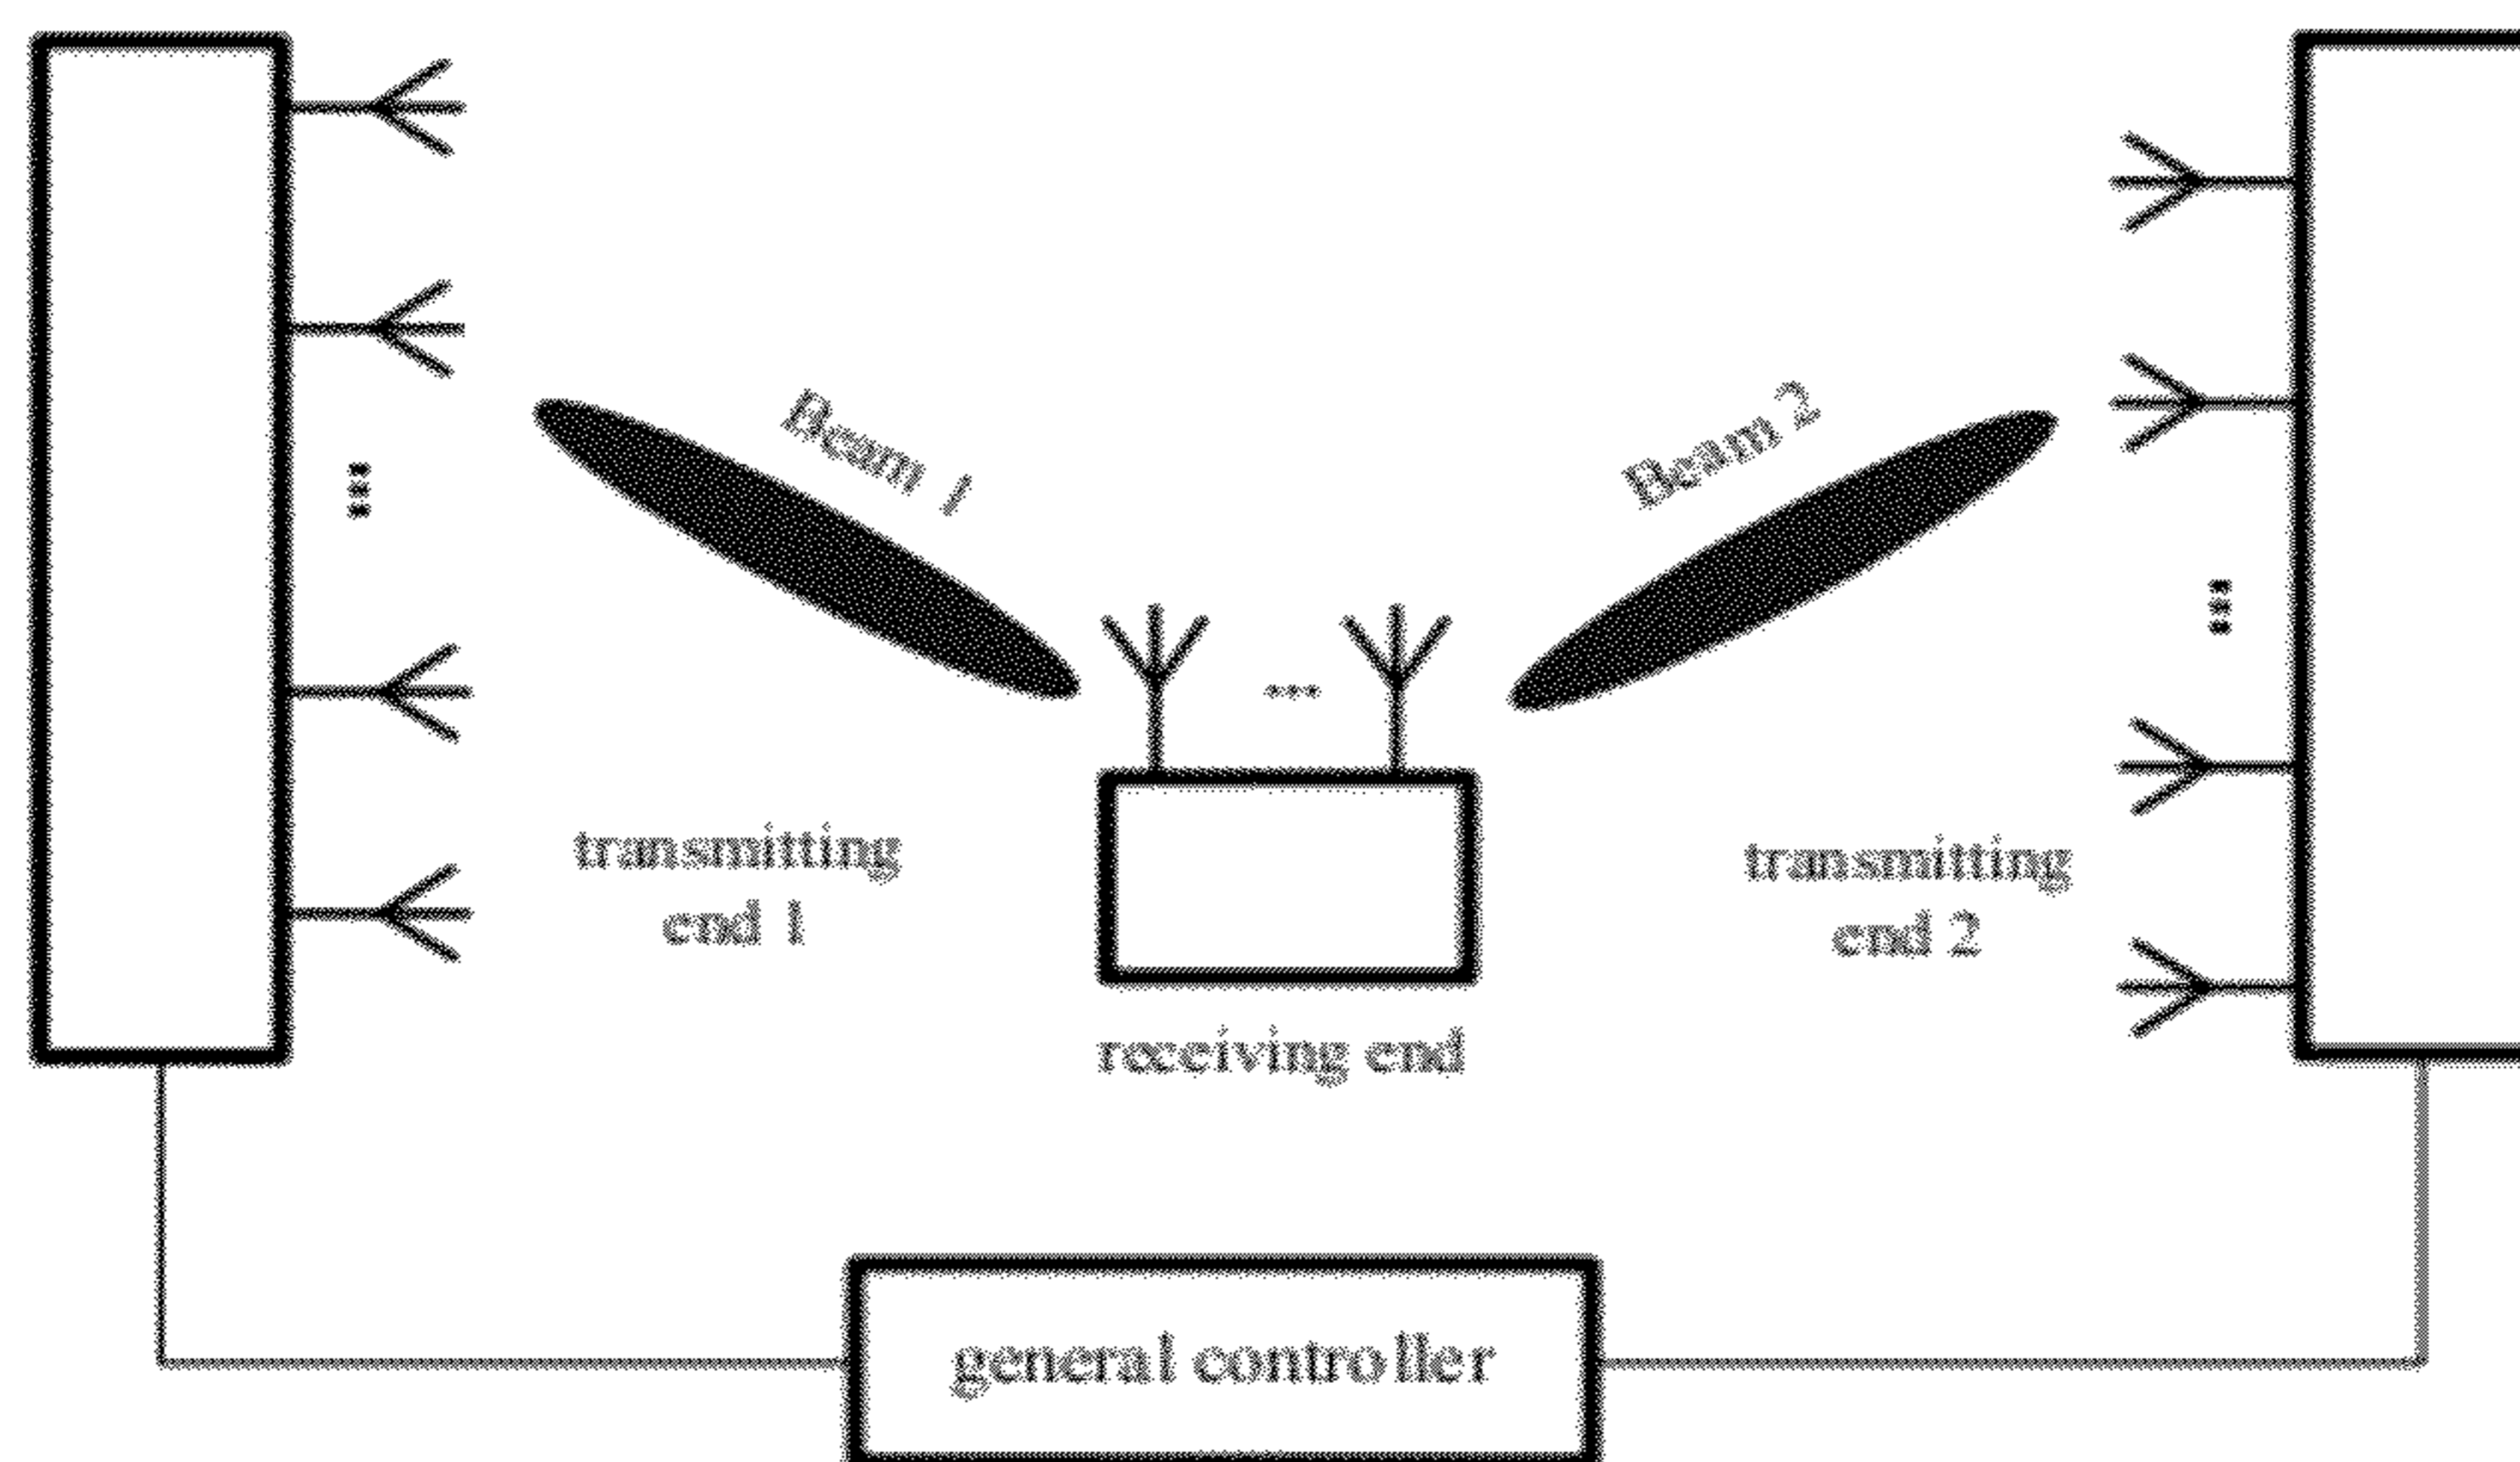 Beam 1
Beam 2
transmitting
end 1
transmitting
end 2
receiving end
general controller